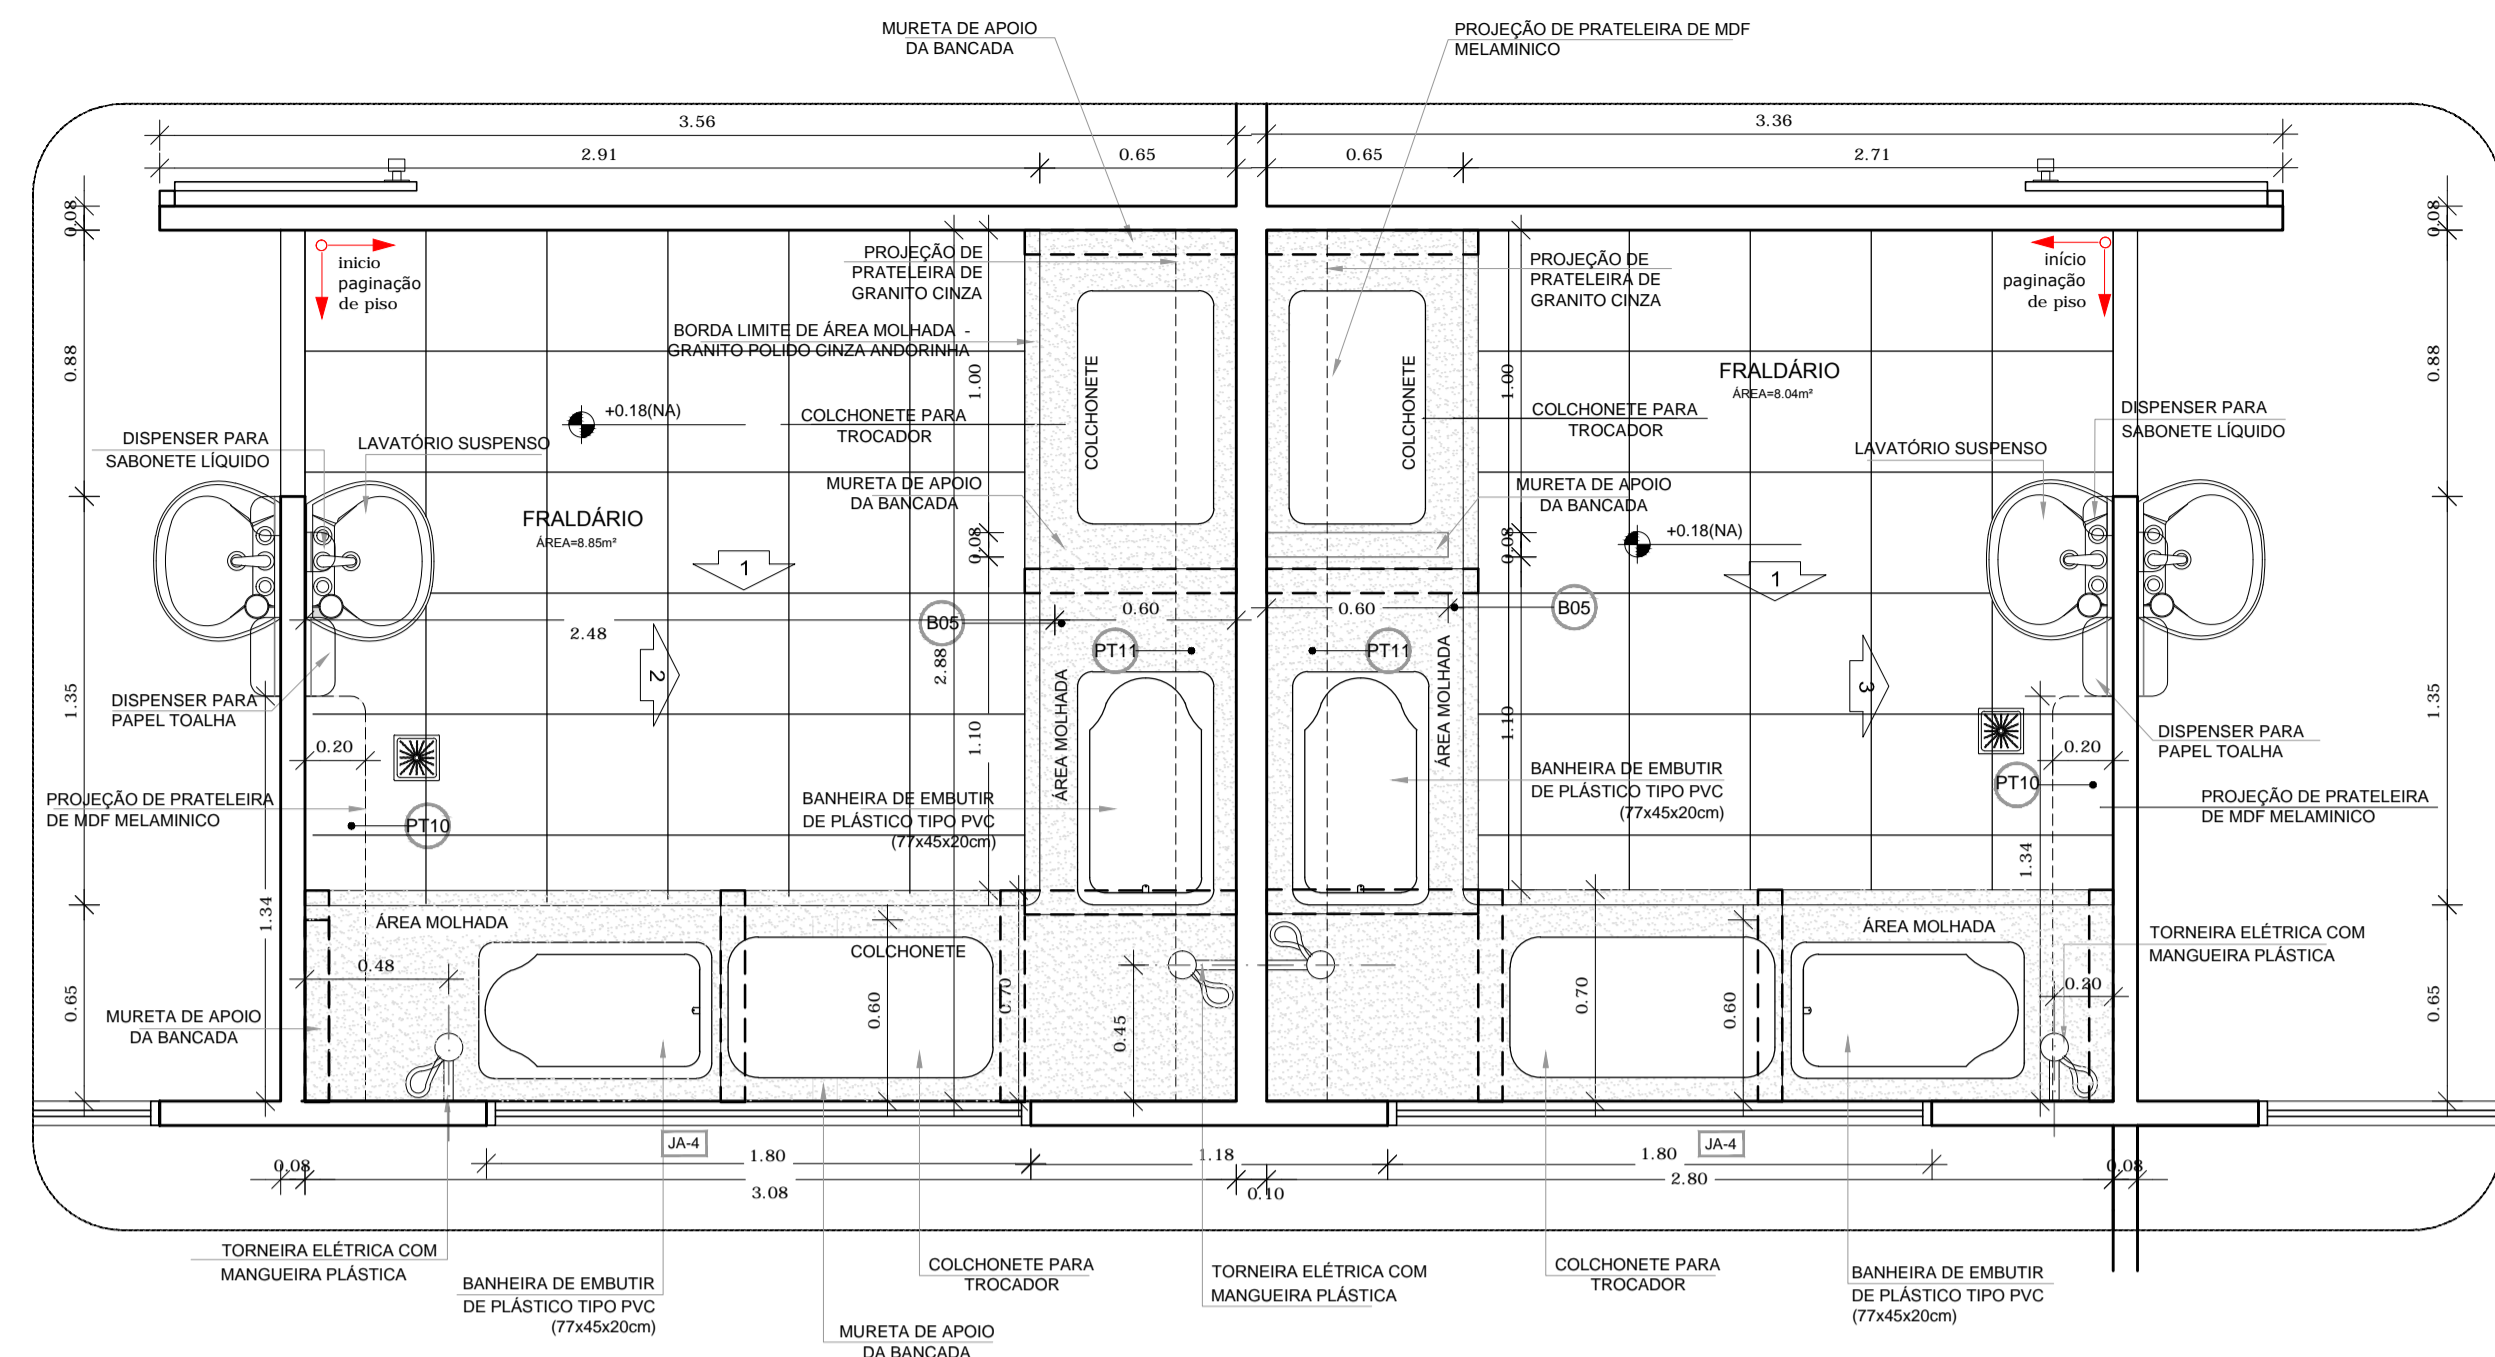 MURETA DE APOIO
DA BANCADA
PROJEÇÃO DE PRATELEIRA DE MDF
MELAMINICO
3.56
3.36
2.91
0.65
0.65
2.71
0.08
0.08
inicio
paginação
de piso
PROJEÇÃO DE
PRATELEIRA DE
GRANITO CINZA
PROJEÇÃO DE
PRATELEIRA DE
GRANITO CINZA
início
paginação
de piso
BORDA LIMITE DE ÁREA MOLHADA -
GRANITO POLIDO CINZA ANDORINHA
0.88
1.00
COLCHONETE
COLCHONETE
1.00
FRALDÁRIO
ÁREA=8.04m²
0.88
+0.18(NA)
COLCHONETE PARA
TROCADOR
COLCHONETE PARA
TROCADOR
DISPENSER PARA
SABONETE LÍQUIDO
DISPENSER PARA
SABONETE LÍQUIDO
LAVATÓRIO SUSPENSO
LAVATÓRIO SUSPENSO
MURETA DE APOIO
DA BANCADA
MURETA DE APOIO
DA BANCADA
FRALDÁRIO
ÁREA=8.85m²
0.08
0.08
+0.18(NA)
1
1
0.60
0.60
B05
B05
2.48
PT11
PT11
2
2.88
3
ÁREA MOLHADA
ÁREA MOLHADA
1.35
1.35
DISPENSER PARA
PAPEL TOALHA
DISPENSER PARA
PAPEL TOALHA
0.20
1.10
1.10
0.20
PROJEÇÃO DE PRATELEIRA
DE MDF MELAMINICO
PT10
BANHEIRA DE EMBUTIR
DE PLÁSTICO TIPO PVC
(77x45x20cm)
BANHEIRA DE EMBUTIR
DE PLÁSTICO TIPO PVC
(77x45x20cm)
PT10
PROJEÇÃO DE PRATELEIRA
DE MDF MELAMINICO
1.34
1.34
ÁREA MOLHADA
COLCHONETE
ÁREA MOLHADA
TORNEIRA ELÉTRICA COM
MANGUEIRA PLÁSTICA
0.48
0.20
0.65
0.60
0.70
0.45
0.70
0.60
0.65
MURETA DE APOIO
DA BANCADA
JA-4
JA-4
1.80
1.18
1.80
0.08
3.08
0.10
2.80
0.08
TORNEIRA ELÉTRICA COM
MANGUEIRA PLÁSTICA
BANHEIRA DE EMBUTIR
DE PLÁSTICO TIPO PVC
(77x45x20cm)
COLCHONETE PARA
TROCADOR
TORNEIRA ELÉTRICA COM
MANGUEIRA PLÁSTICA
COLCHONETE PARA
TROCADOR
BANHEIRA DE EMBUTIR
DE PLÁSTICO TIPO PVC
(77x45x20cm)
MURETA DE APOIO
DA BANCADA